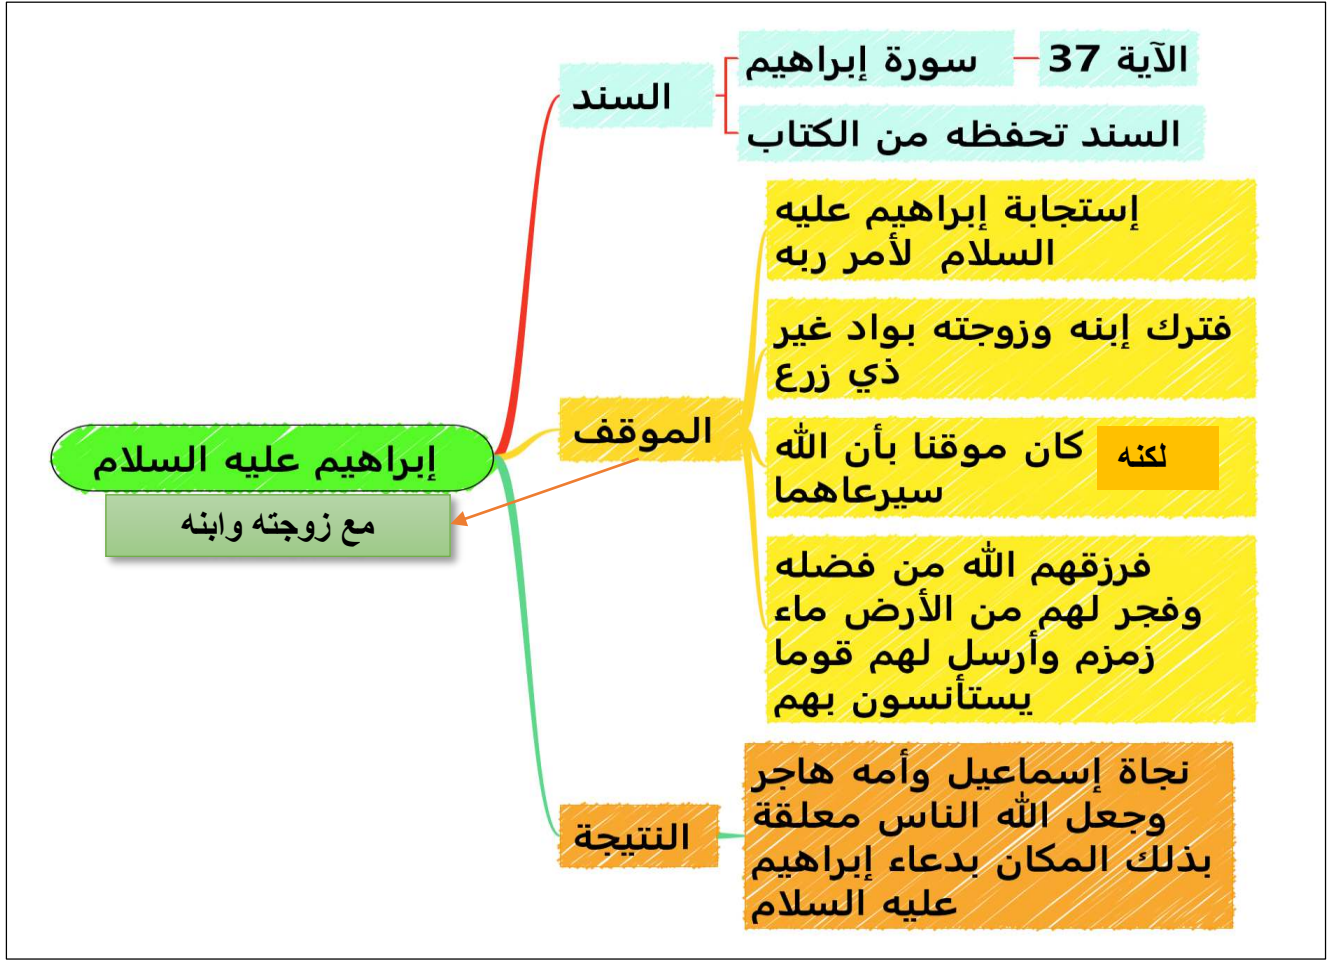 إبراهيم عليه السلام
مع زوجته وابنه
السند
سورة إبراهيم
الآية 37
السند تحفظه من الكتاب
الموقف
إستجابة إبراهيم عليه
السلام لأمر ربه
فترك إبنه وزوجته بواد غير
ذي زرع
لكنه
كان موقنا بأن الله
سيرعاهما
فرزقهم الله من فضله
وفجر لهم من الأرض ماء
زمزم وأرسل لهم قوما
يستأنسون بهم
النتيجة
نجاة إسماعيل وأمه هاجر
وجعل الله الناس معلقة
بذلك المكان بدعاء إبراهيم
عليه السلام